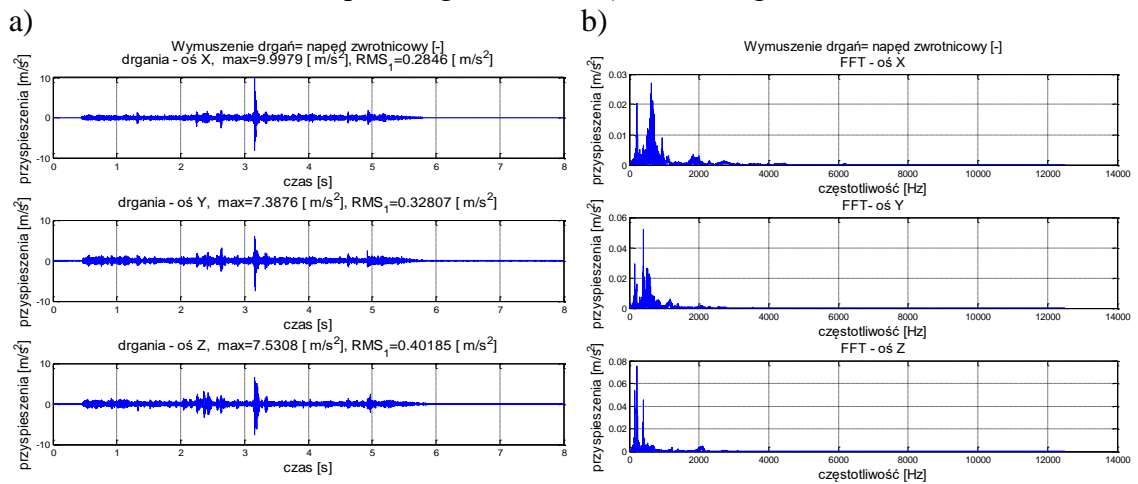 a)
Wymuszenie drgań= napęd zwrotnicowy [-]
drgania - oś X, max=9.9979 [ m/s²], RMS₁=0.2846 [ m/s²]
przyspieszenia [m/s²]
10
0
-10
0 1 2 3 4 5 6 7 8
czas [s]
drgania - oś Y, max=7.3876 [ m/s²], RMS₁=0.32807 [ m/s²]
przyspieszenia [m/s²]
10
0
-10
0 1 2 3 4 5 6 7 8
czas [s]
drgania - oś Z, max=7.5308 [ m/s²], RMS₁=0.40185 [ m/s²]
przyspieszenia [m/s²]
10
0
-10
0 1 2 3 4 5 6 7 8
czas [s]
b)
Wymuszenie drgań= napęd zwrotnicowy [-]
FFT - oś X
przyspieszenia [m/s²]
0.03
0.02
0.01
0
0 2000 4000 6000 8000 10000 12000 14000
częstotliwość [Hz]
FFT- oś Y
przyspieszenia [m/s²]
0.06
0.04
0.02
0
0 2000 4000 6000 8000 10000 12000 14000
częstotliwość [Hz]
FFT - oś Z
przyspieszenia [m/s²]
0.08
0.06
0.04
0.02
0
0 2000 4000 6000 8000 10000 12000 14000
częstotliwość [Hz]